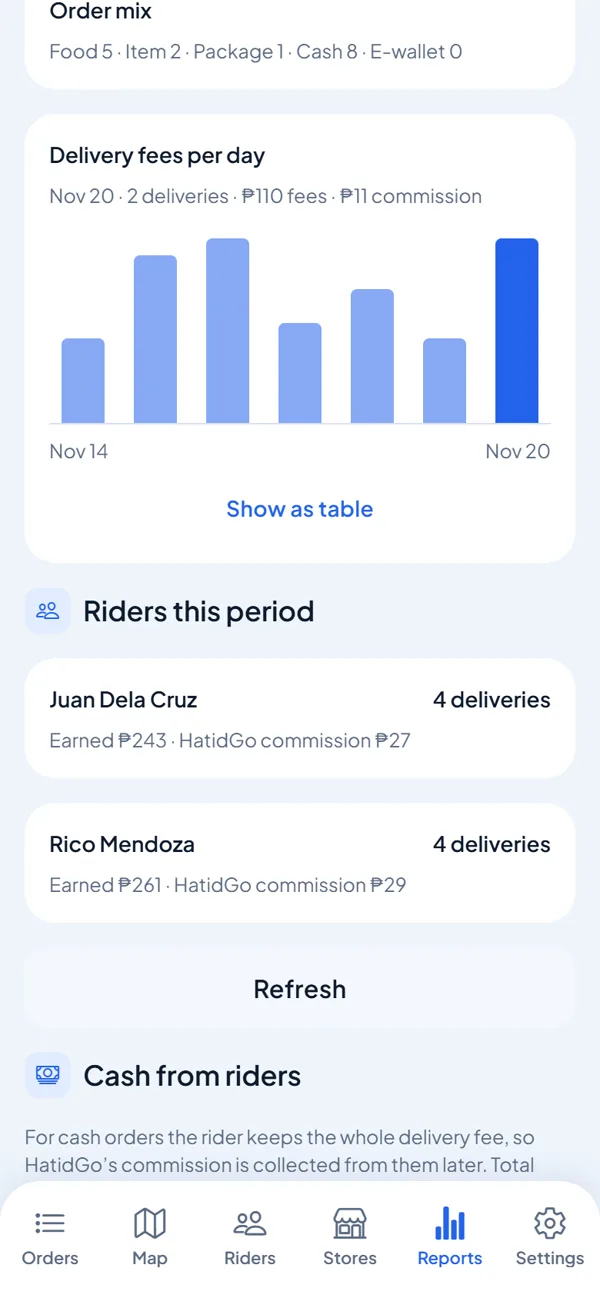 Order mix
Food 5 · Item 2 · Package 1 · Cash 8 · E-wallet 0
Delivery fees per day
Nov 20 · 2 deliveries · ₱110 fees · ₱11 commission
Nov 14
Nov 20
Show as table
Riders this period
Juan Dela Cruz
4 deliveries
Earned ₱243 · HatidGo commission ₱27
Rico Mendoza
4 deliveries
Earned ₱261 · HatidGo commission ₱29
Refresh
Cash from riders
For cash orders the rider keeps the whole delivery fee, so
HatidGo’s commission is collected from them later. Total
Orders
Map
Riders
Stores
Reports
Settings